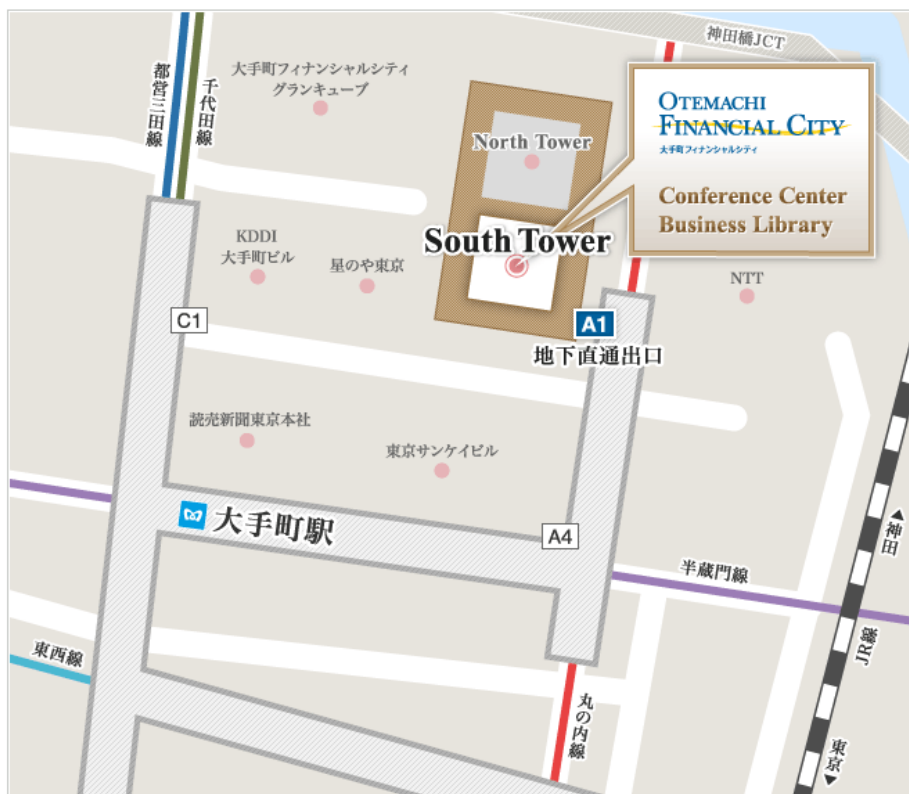 神田橋JCT
都営三田線
千代田線
大手町フィナンシャルシティ
グランキューブ
OTEMACHI
FINANCIAL CITY
大手町フィナンシャルシティ
Conference Center
Business Library
North Tower
South Tower
KDDI
大手町ビル
星のや東京
NTT
C1
A1
地下直通出口
読売新聞東京本社
東京サンケイビル
大手町駅
A4
▲神田
半蔵門線
JR線
東西線
丸の内線
東京▼